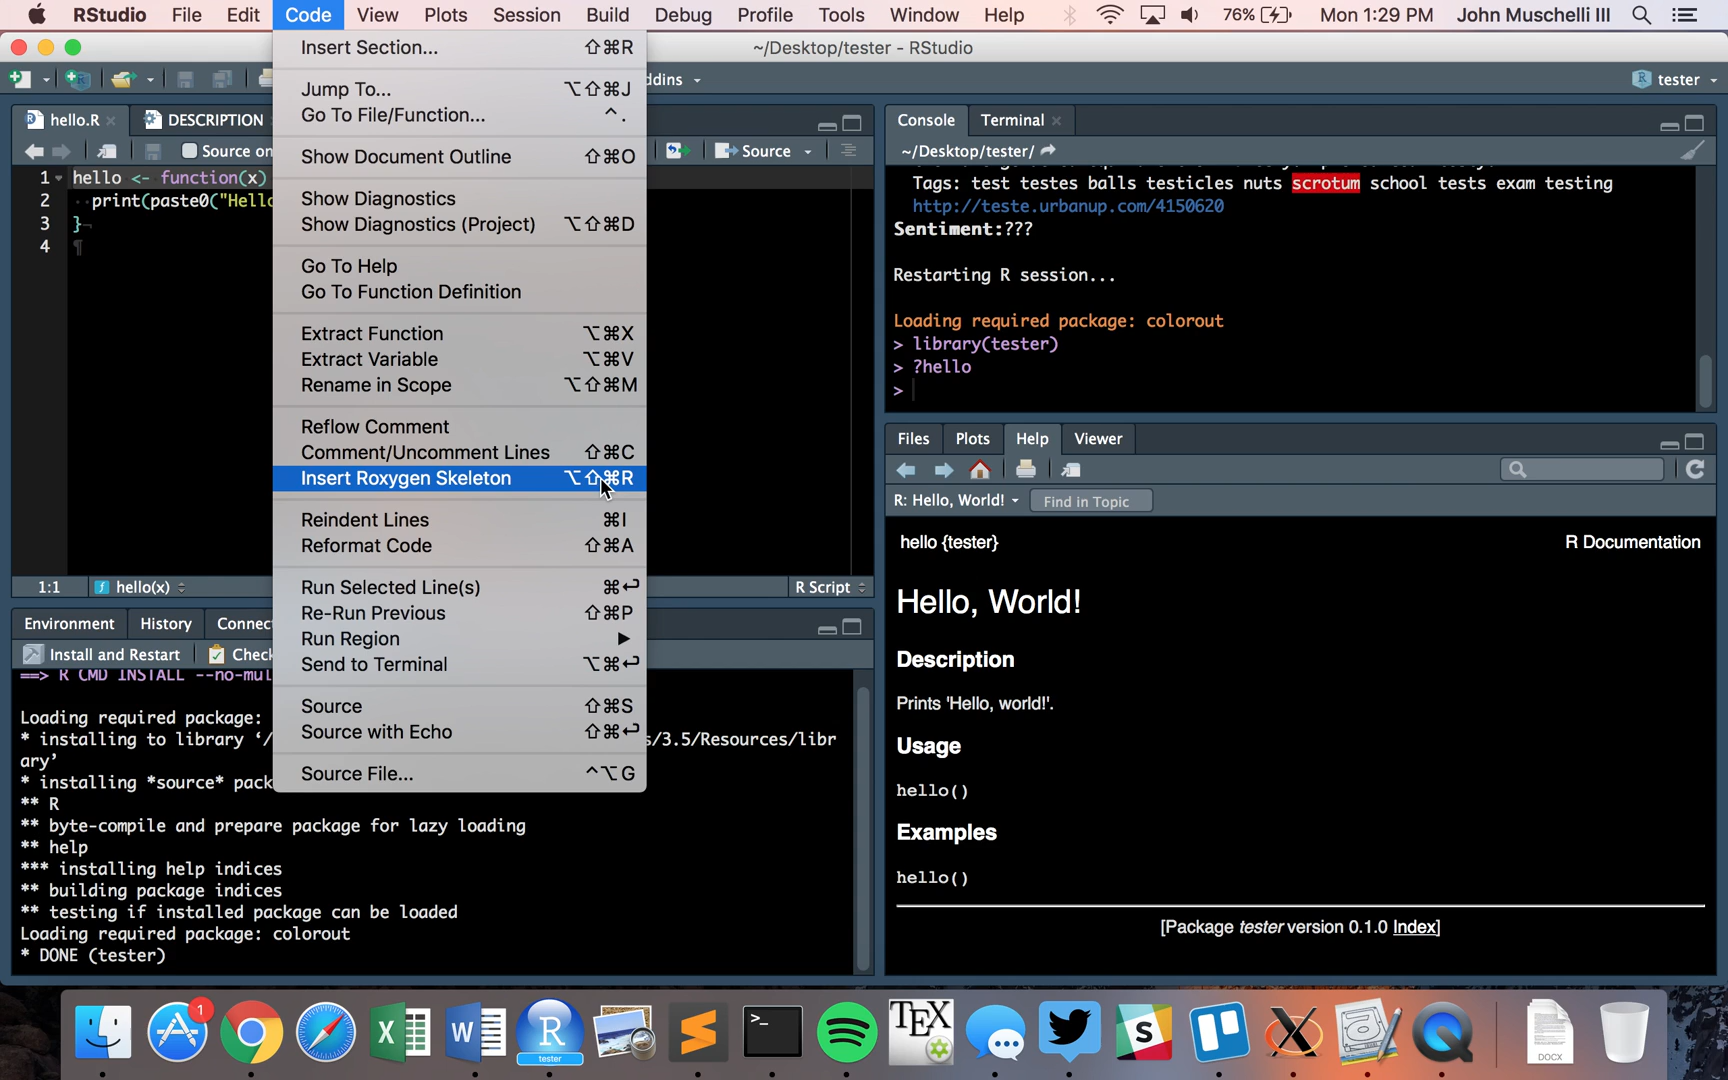 RStudio File Edit Code View Plots Session Build Debug Profile Tools Window Help 76% Mon 1:29 PM John Muschelli III
~/Desktop/tester - RStudio
ddins
tester
Insert Section... ⇧⌘R
Jump To... ⌥⇧⌘J
Go To File/Function... ^ .
Show Document Outline ⇧⌘O
Show Diagnostics
Show Diagnostics (Project) ⌥⇧⌘D
Go To Help
Go To Function Definition
Extract Function ⌥⌘X
Extract Variable ⌥⌘V
Rename in Scope ⌥⇧⌘M
Reflow Comment
Comment/Uncomment Lines ⇧⌘C
Insert Roxygen Skeleton ⌥⇧⌘R
Reindent Lines ⌘I
Reformat Code ⇧⌘A
Run Selected Line(s) ⌘↩
Re-Run Previous ⇧⌘P
Run Region ▶
Send to Terminal ⌥⌘↩
Source ⇧⌘S
Source with Echo ⇧⌘↩
Source File... ^⌥G
hello.R DESCRIPTION
Source on
Source
1 hello <- function(x)
2 print(paste0("Hello
3 }
4
1:1 hello(x) R Script
Environment History Connec
Install and Restart Check
==> R CMD INSTALL --no-mul
Loading required package:
* installing to library ‘/ s/3.5/Resources/libr
ary’
* installing *source* pack
** R
** byte-compile and prepare package for lazy loading
** help
*** installing help indices
** building package indices
** testing if installed package can be loaded
Loading required package: colorout
* DONE (tester)
Console Terminal
~/Desktop/tester/
Tags: test testes balls testicles nuts scrotum school tests exam testing
http://teste.urbanup.com/4150620
Sentiment:???
Restarting R session...
Loading required package: colorout
> library(tester)
> ?hello
>
Files Plots Help Viewer
R: Hello, World! Find in Topic
hello {tester} R Documentation
Hello, World!
Description
Prints 'Hello, world!'.
Usage
hello()
Examples
hello()
[Package tester version 0.1.0 Index]
1
X W R >_ TEX S X
tester
DOCX